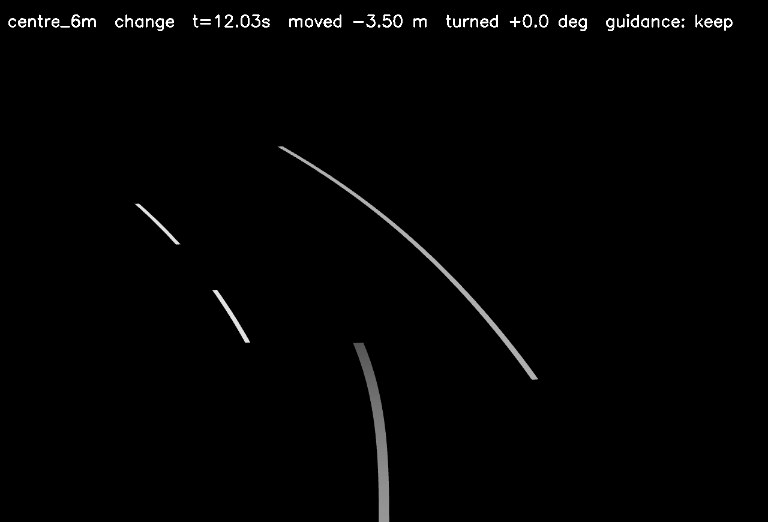 centre_6m change t=12.03s moved −3.50 m turned +0.0 deg guidance: keep